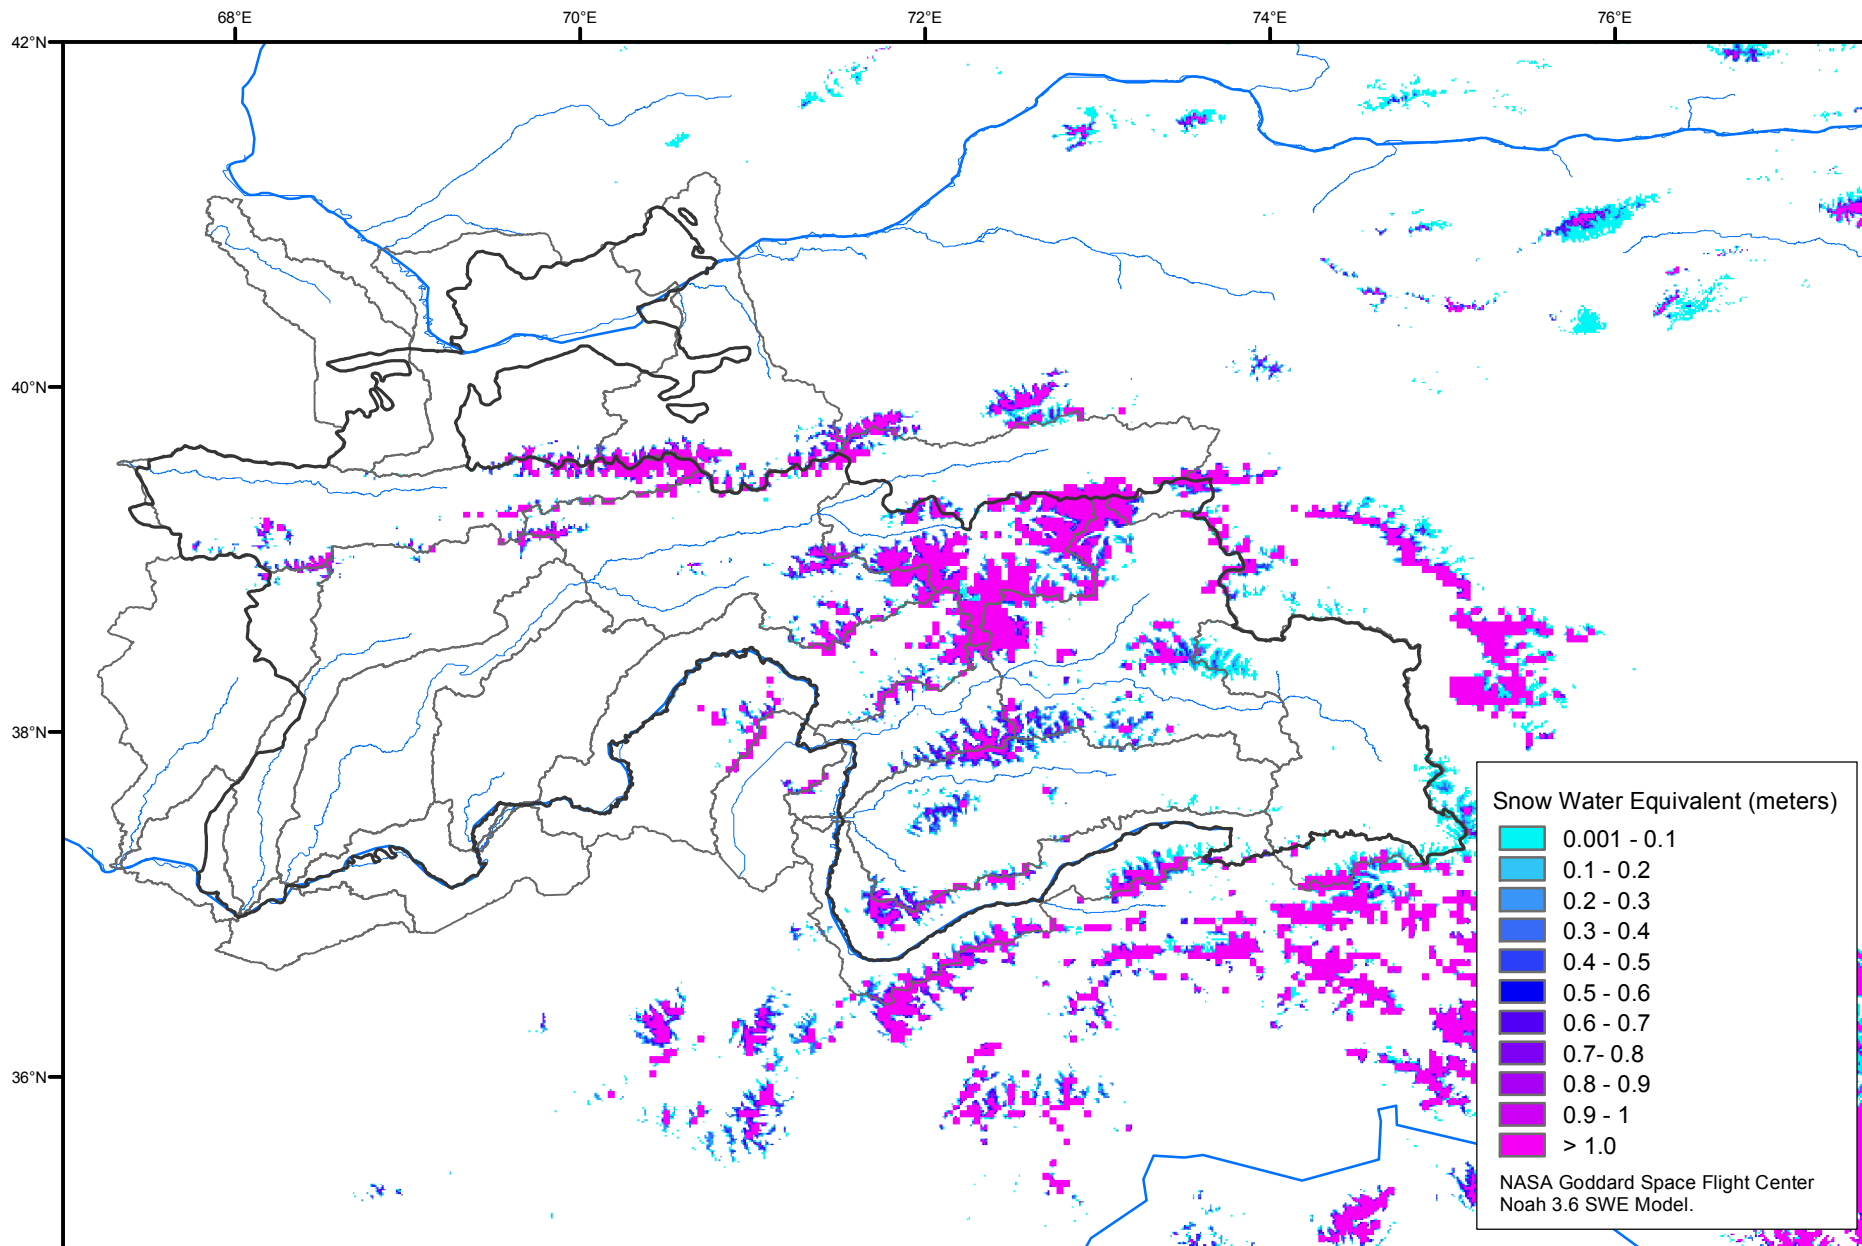 68°E
70°E
72°E
74°E
76°E
42°N
40°N
38°N
36°N
Snow Water Equivalent (meters)
0.001 - 0.1
0.1 - 0.2
0.2 - 0.3
0.3 - 0.4
0.4 - 0.5
0.5 - 0.6
0.6 - 0.7
0.7- 0.8
0.8 - 0.9
0.9 - 1
> 1.0
NASA Goddard Space Flight Center
Noah 3.6 SWE Model.